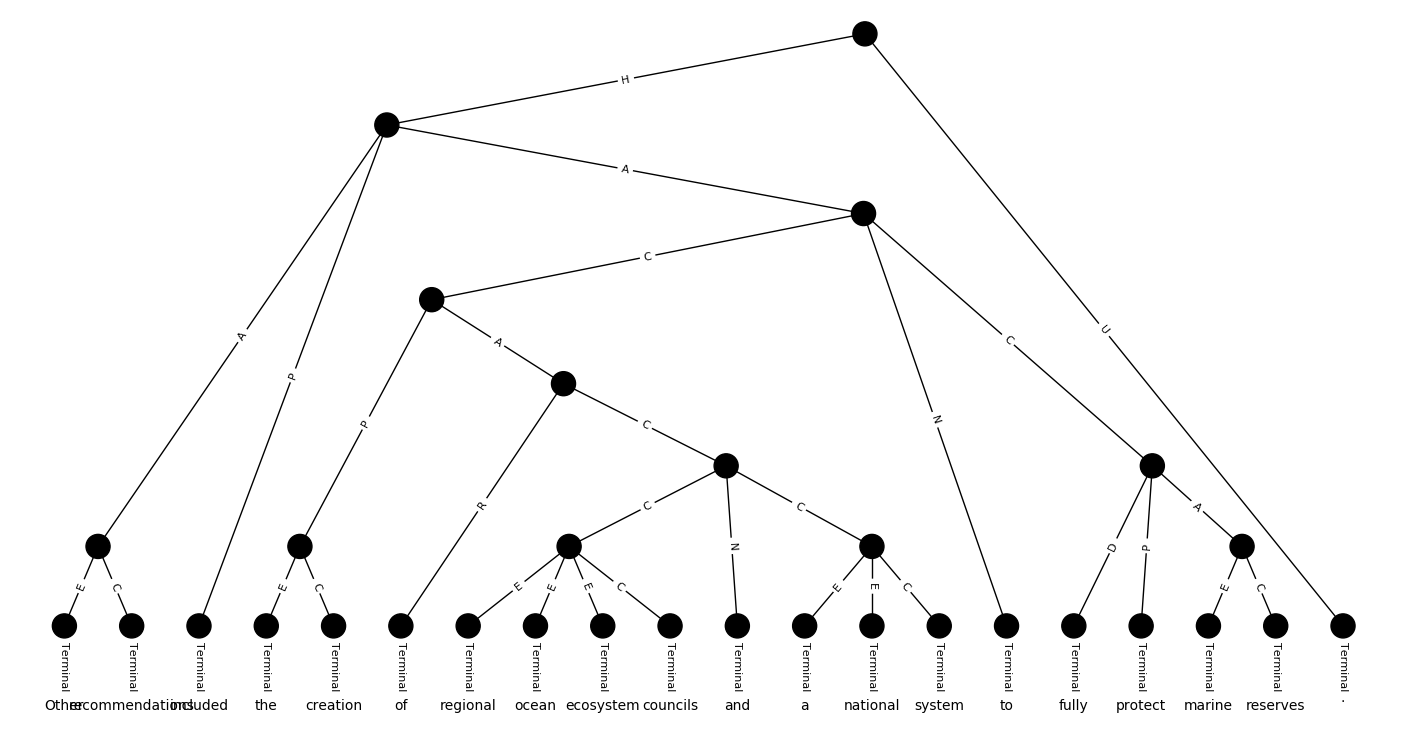 H
A
C
A
U
A
P
C
P
C
N
R
C
N
C
D
P
A
E
C
E
C
E
E
E
C
E
E
C
E
C
Terminal Terminal Terminal Terminal Terminal Terminal Terminal Terminal Terminal Terminal Terminal Terminal Terminal Terminal Terminal Terminal Terminal Terminal Terminal Terminal
Other recommendations included the creation of regional ocean ecosystem councils and a national system to fully protect marine reserves .